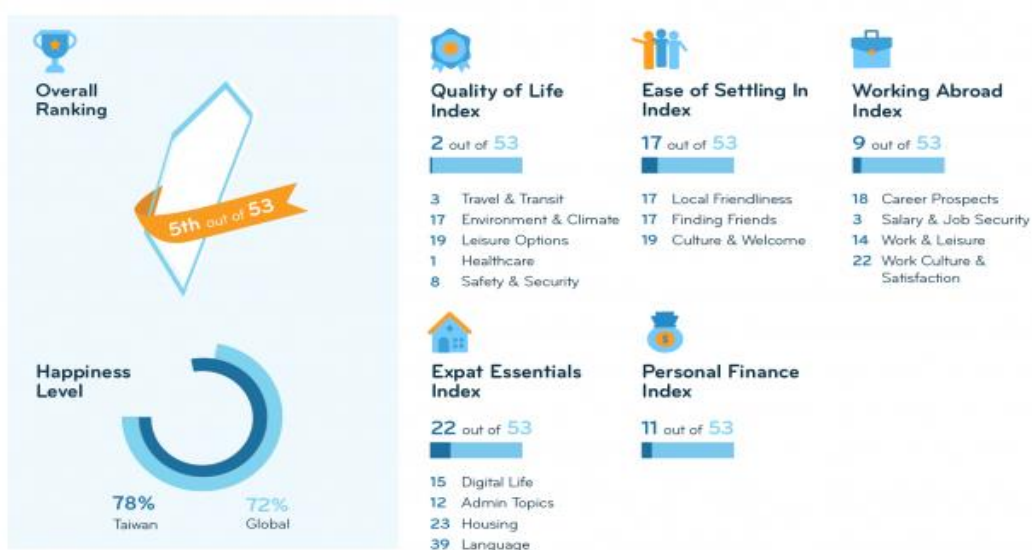 Overall
Ranking
5th out of 53
Happiness
Level
78%
Taiwan
72%
Global
Quality of Life
Index
2 out of 53
3 Travel & Transit
17 Environment & Climate
19 Leisure Options
1 Healthcare
8 Safety & Security
Ease of Settling In
Index
17 out of 53
17 Local Friendliness
17 Finding Friends
19 Culture & Welcome
Working Abroad
Index
9 out of 53
18 Career Prospects
3 Salary & Job Security
14 Work & Leisure
22 Work Culture &
Satisfaction
Expat Essentials
Index
22 out of 53
15 Digital Life
12 Admin Topics
23 Housing
39 Language
Personal Finance
Index
11 out of 53
$